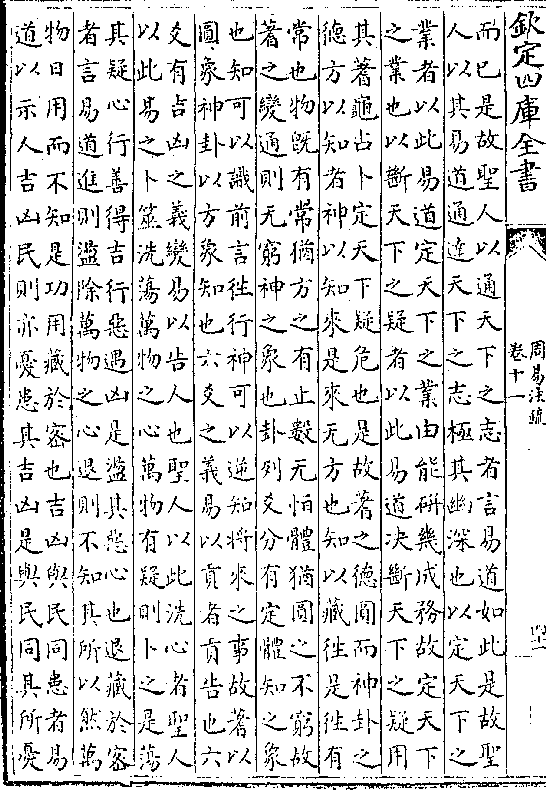 欽定四庫全書
周易注疏
卷十一
而已是故聖人以通天下之志者言易道如此是故聖
人以其易道通達天下之志極其幽深也以定天下之
業者以此易道定天下之業由能研幾成務故定天下
之業也以斷天下之疑者以此易道決斷天下之疑用
其蓍龜占卜定天下疑危也是故蓍之德圓而神卦之
德方以知者神以知來是來无方也知以藏徃是徃有
常也物既有常猶方之有止數无恒體猶圓之不窮故
蓍之變通則无窮神之象也卦列爻分有定體知之象
也知可以識前言徃行神可以逆知將來之事故蓍以
圓象神卦以方象知也六爻之義易以貢者貢告也六
爻有吉凶之義變易以告人也聖人以此洗心者聖人
以此易之卜筮洗蕩萬物之心萬物有疑則卜之是蕩
其疑心行善得吉行惡遇凶是盪其惡心也退藏於密
者言易道進則盪除萬物之心退則不知其所以然萬
物日用而不知是功用藏於密也吉凶與民同患者易
道以示人吉凶民則亦憂患其吉凶是與民同其所憂